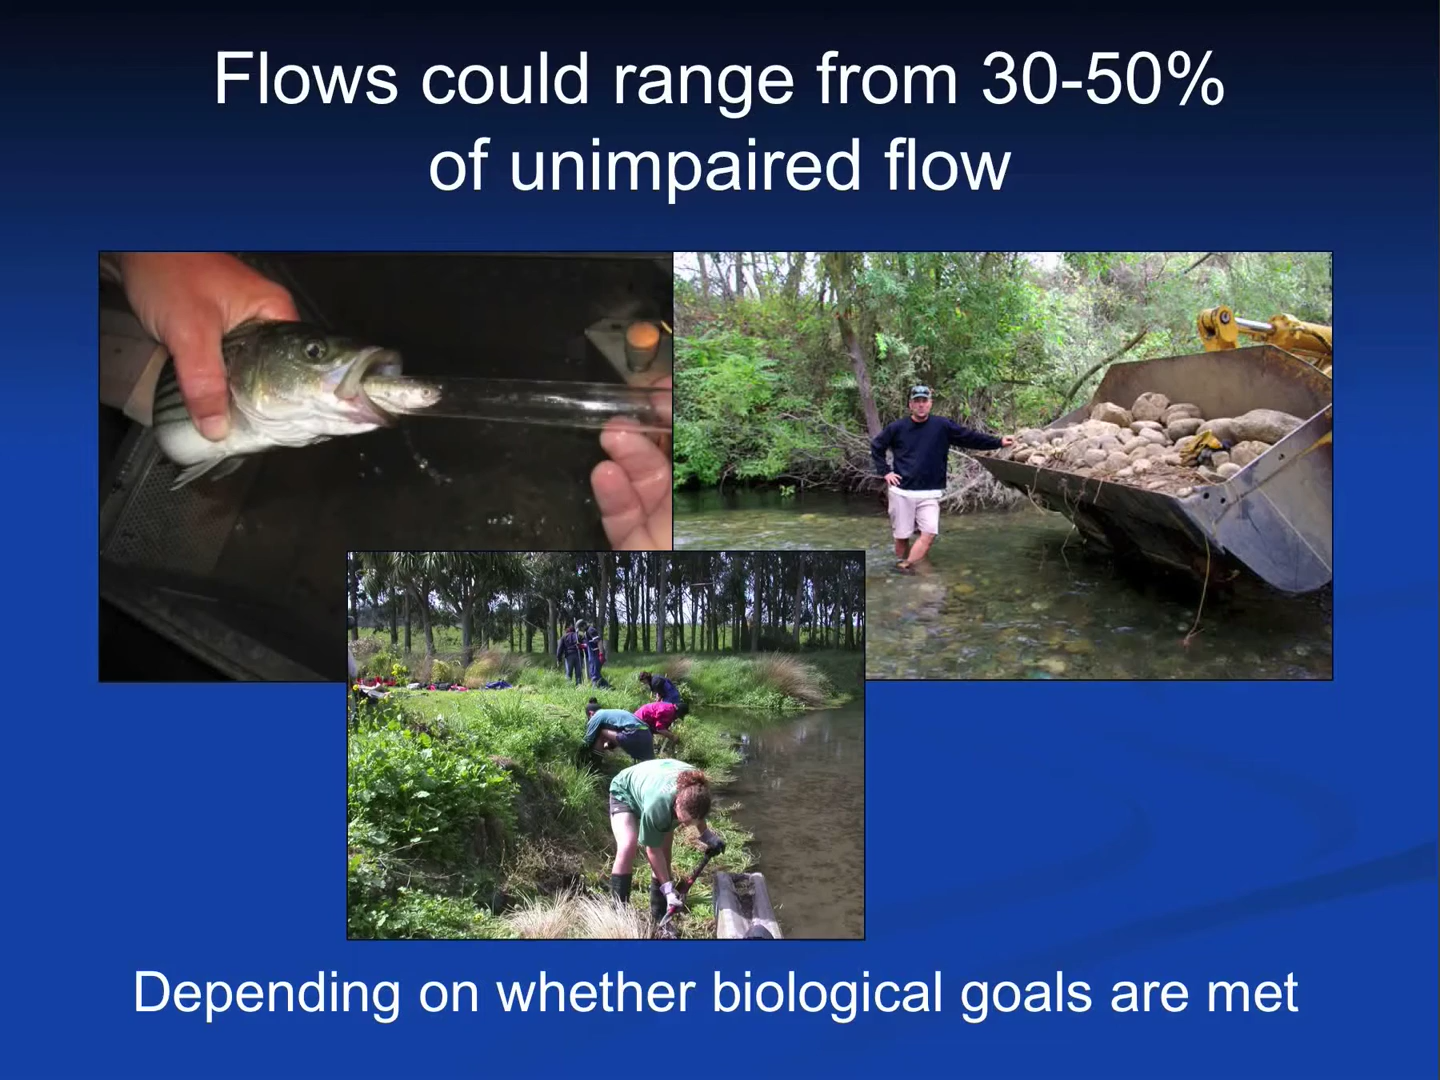 Flows could range from 30-50%
of unimpaired flow
Depending on whether biological goals are met